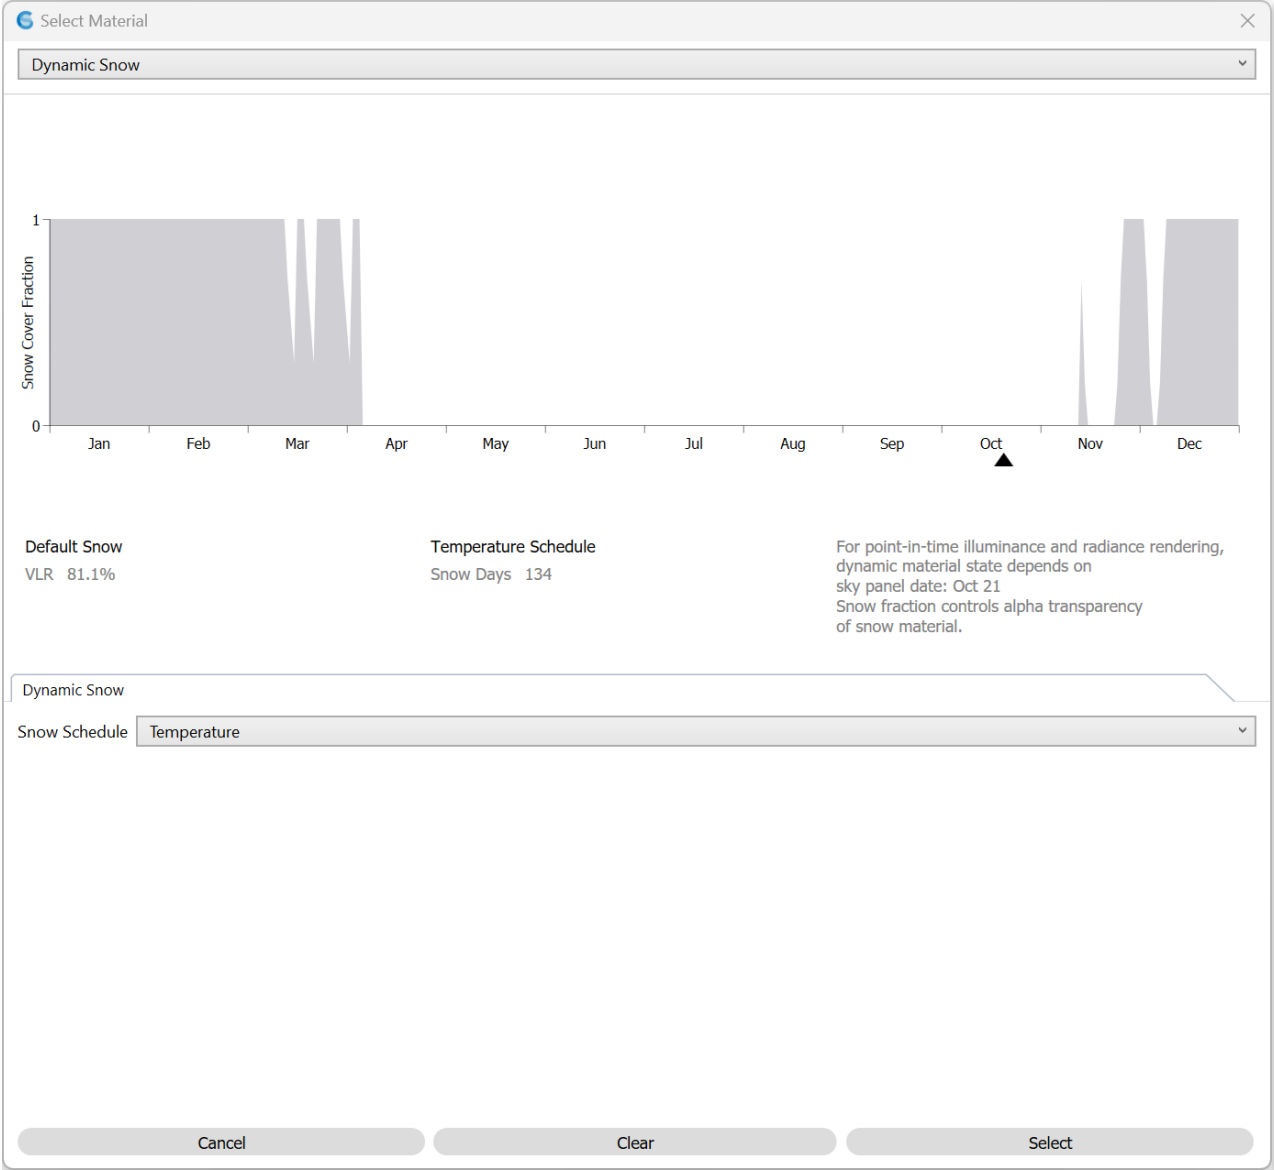 Select Material
Dynamic Snow
1
Snow Cover Fraction
0
Jan Feb Mar Apr May Jun Jul Aug Sep Oct Nov Dec
Default Snow
VLR 81.1%
Temperature Schedule
Snow Days 134
For point-in-time illuminance and radiance rendering,
dynamic material state depends on
sky panel date: Oct 21
Snow fraction controls alpha transparency
of snow material.
Dynamic Snow
Snow Schedule Temperature
Cancel Clear Select